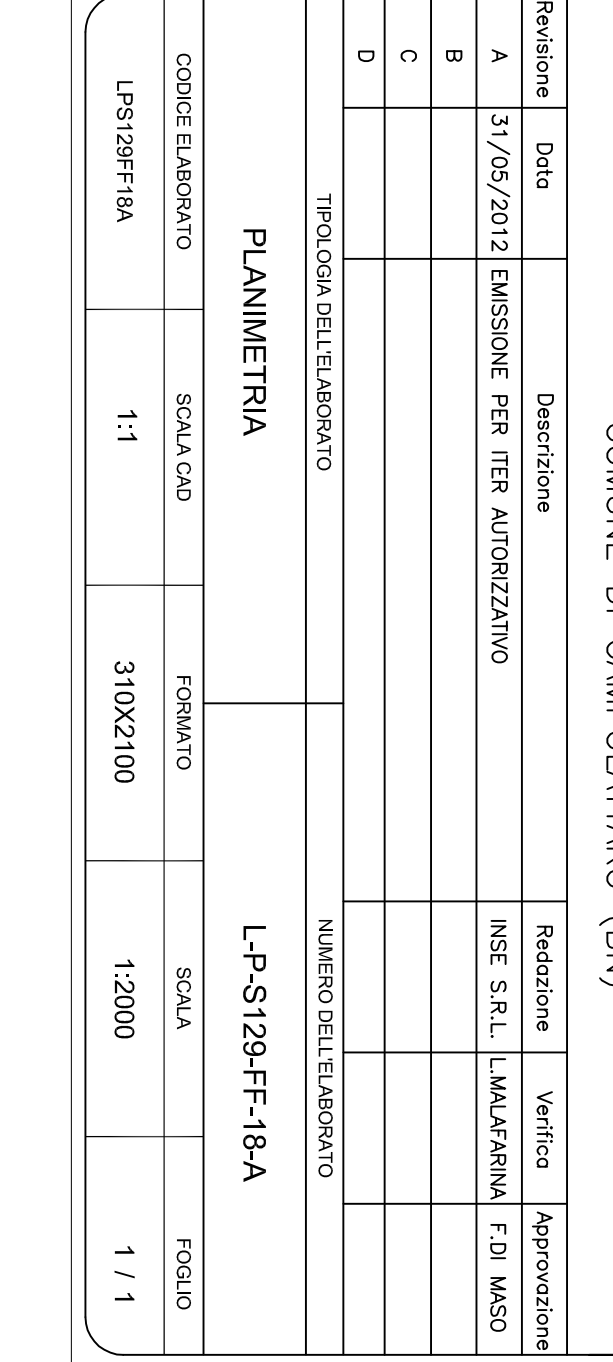 (BN)
Revisione Data Descrizione Redazione Verifica Approvazione
A 31/05/2012 EMISSIONE PER ITER AUTORIZZATIVO INSE S.R.L. L.MALAFARINA F.DI MASO
B
C
D
TIPOLOGIA DELL'ELABORATO NUMERO DELL'ELABORATO
PLANIMETRIA L-P-S129-FF-18-A
CODICE ELABORATO SCALA CAD FORMATO SCALA FOGLIO
LPS129FF18A 1:1 310X2100 1:2000 1 / 1